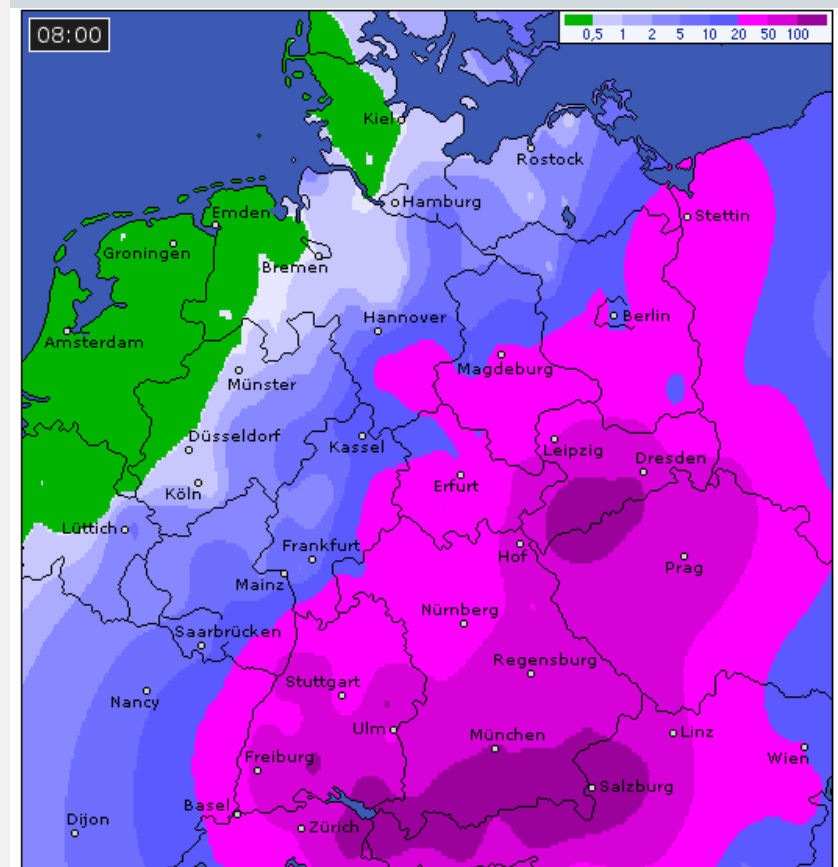 08:00
0,5 1 2 5 10 20 50 100
Kiel
Rostock
Hamburg
Emden
Stettin
Groningen
Bremen
Hannover
Berlin
Amsterdam
Magdeburg
Münster
Düsseldorf
Kassel
Leipzig
Dresden
Köln
Erfurt
Lüttich
Frankfurt
Hof
Prag
Mainz
Nürnberg
Saarbrücken
Regensburg
Stuttgart
Nancy
Ulm
München
Linz
Freiburg
Wien
Salzburg
Basel
Dijon
Zürich